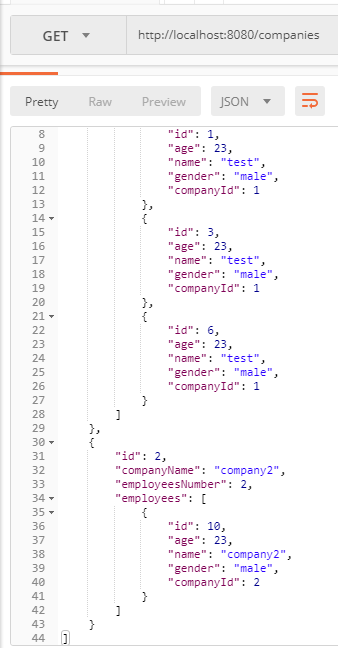 GET http://localhost:8080/companies
Pretty Raw Preview JSON
8 "id": 1,
9 "age": 23,
10 "name": "test",
11 "gender": "male",
12 "companyId": 1
13 },
14 {
15 "id": 3,
16 "age": 23,
17 "name": "test",
18 "gender": "male",
19 "companyId": 1
20 },
21 {
22 "id": 6,
23 "age": 23,
24 "name": "test",
25 "gender": "male",
26 "companyId": 1
27 }
28 ]
29 },
30 {
31 "id": 2,
32 "companyName": "company2",
33 "employeesNumber": 2,
34 "employees": [
35 {
36 "id": 10,
37 "age": 23,
38 "name": "company2",
39 "gender": "male",
40 "companyId": 2
41 }
42 ]
43 }
44 ]